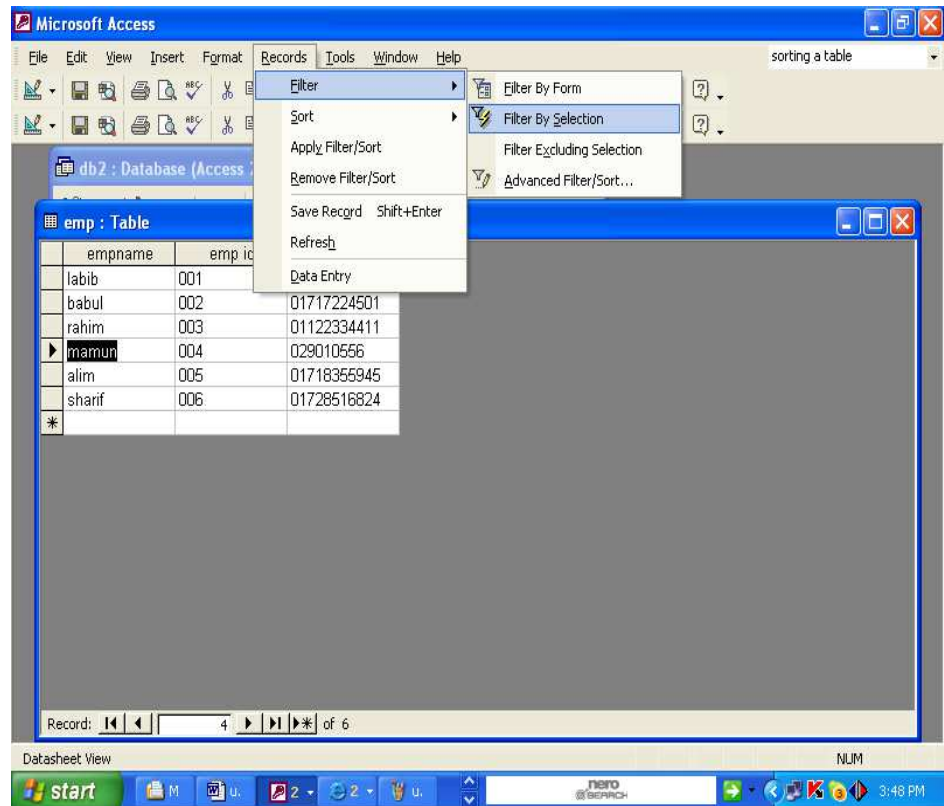 Microsoft Access
File Edit View Insert Format Records Tools Window Help sorting a table
Filter
Sort
Apply Filter/Sort
Remove Filter/Sort
Save Record Shift+Enter
Refresh
Data Entry
Filter By Form
Filter By Selection
Filter Excluding Selection
Advanced Filter/Sort...
db2 : Database (Access
emp : Table
empname emp id
labib 001
babul 002 01717224501
rahim 003 01122334411
mamun 004 029010556
alim 005 01718355945
sharif 006 01728516824
Record: 4 of 6
Datasheet View NUM
start M u. 2 2 u. nero SEARCH 3:48 PM